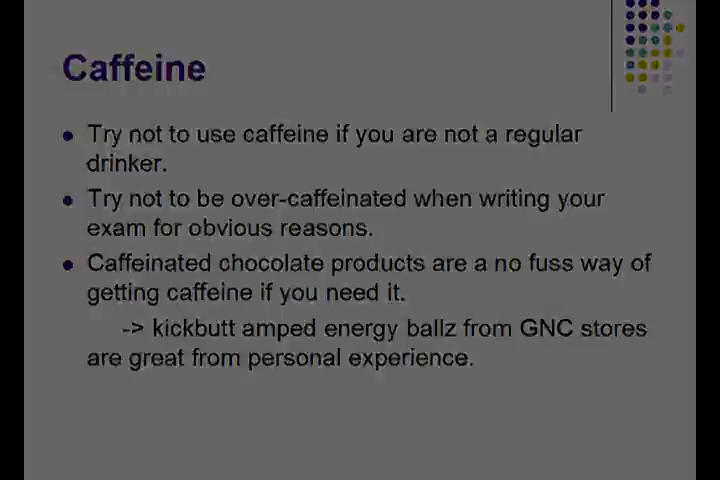 Caffeine
Try not to use caffeine if you are not a regular
drinker.
Try not to be over-caffeinated when writing your
exam for obvious reasons.
Caffeinated chocolate products are a no fuss way of
getting caffeine if you need it.
-> kickbutt amped energy ballz from GNC stores
are great from personal experience.